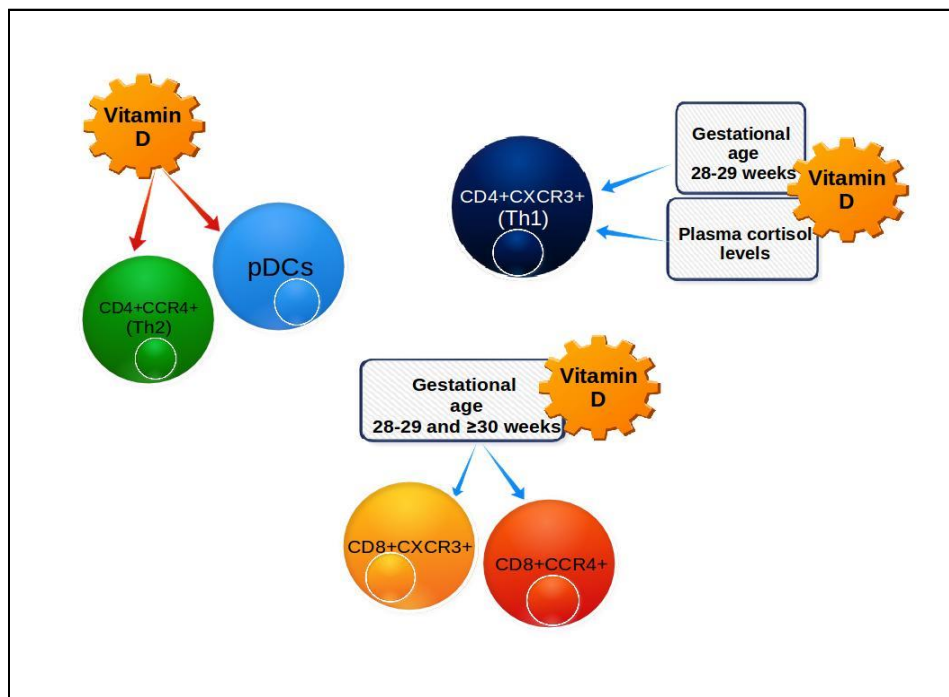 Vitamin
D
pDCs
CD4+CCR4+
(Th2)
Gestational
age
28-29 weeks
Vitamin
D
Plasma cortisol
levels
CD4+CXCR3+
(Th1)
Gestational
age
28-29 and ≥30 weeks
Vitamin
D
CD8+CXCR3+
CD8+CCR4+